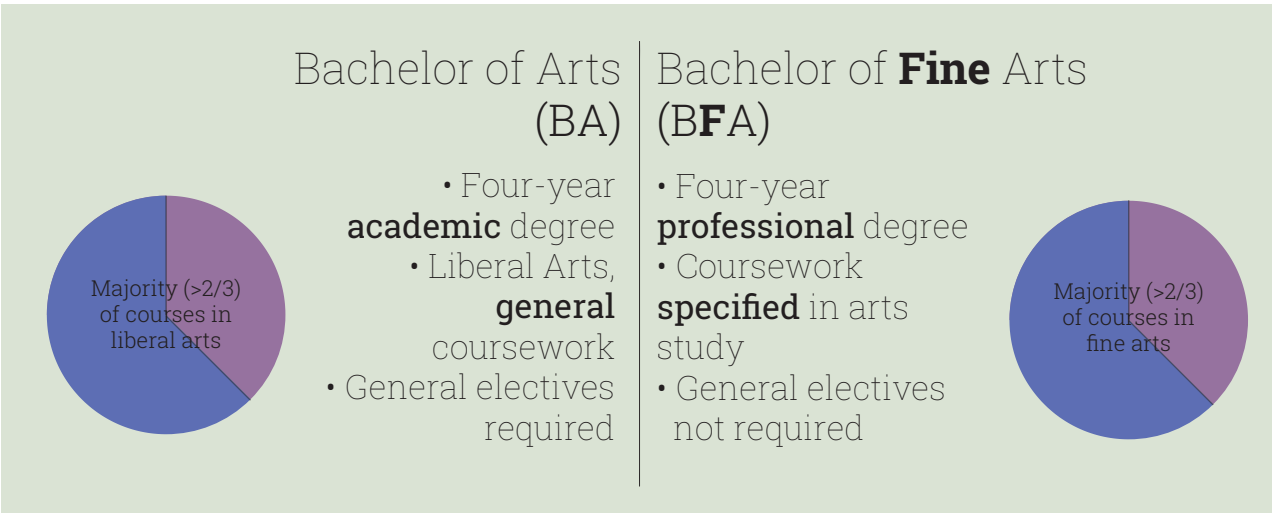 Bachelor of Arts
(BA)
• Four-year
academic degree
• Liberal Arts,
general
coursework
• General electives
required
Majority (>2/3)
of courses in
liberal arts
Bachelor of Fine Arts
(BFA)
• Four-year
professional degree
• Coursework
specified in arts
study
• General electives
not required
Majority (>2/3)
of courses in
fine arts